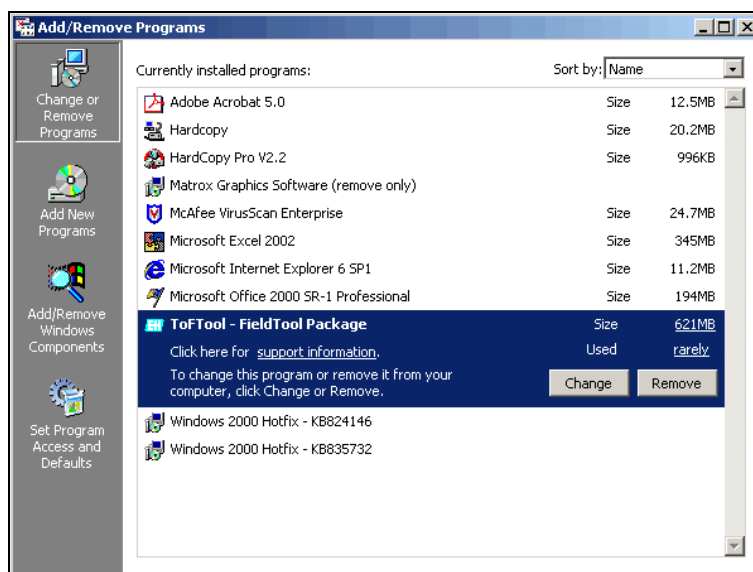 Add/Remove Programs
Change or
Remove
Programs
Add New
Programs
Add/Remove
Windows
Components
Set Program
Access and
Defaults
Currently installed programs:
Sort by: Name
Adobe Acrobat 5.0 Size 12.5MB
Hardcopy Size 20.2MB
HardCopy Pro V2.2 Size 996KB
Matrox Graphics Software (remove only)
McAfee VirusScan Enterprise Size 24.7MB
Microsoft Excel 2002 Size 345MB
Microsoft Internet Explorer 6 SP1 Size 11.2MB
Microsoft Office 2000 SR-1 Professional Size 194MB
ToFTool - FieldTool Package Size 621MB
Click here for support information. Used rarely
To change this program or remove it from your
computer, click Change or Remove.
Change Remove
Windows 2000 Hotfix - KB824146
Windows 2000 Hotfix - KB835732